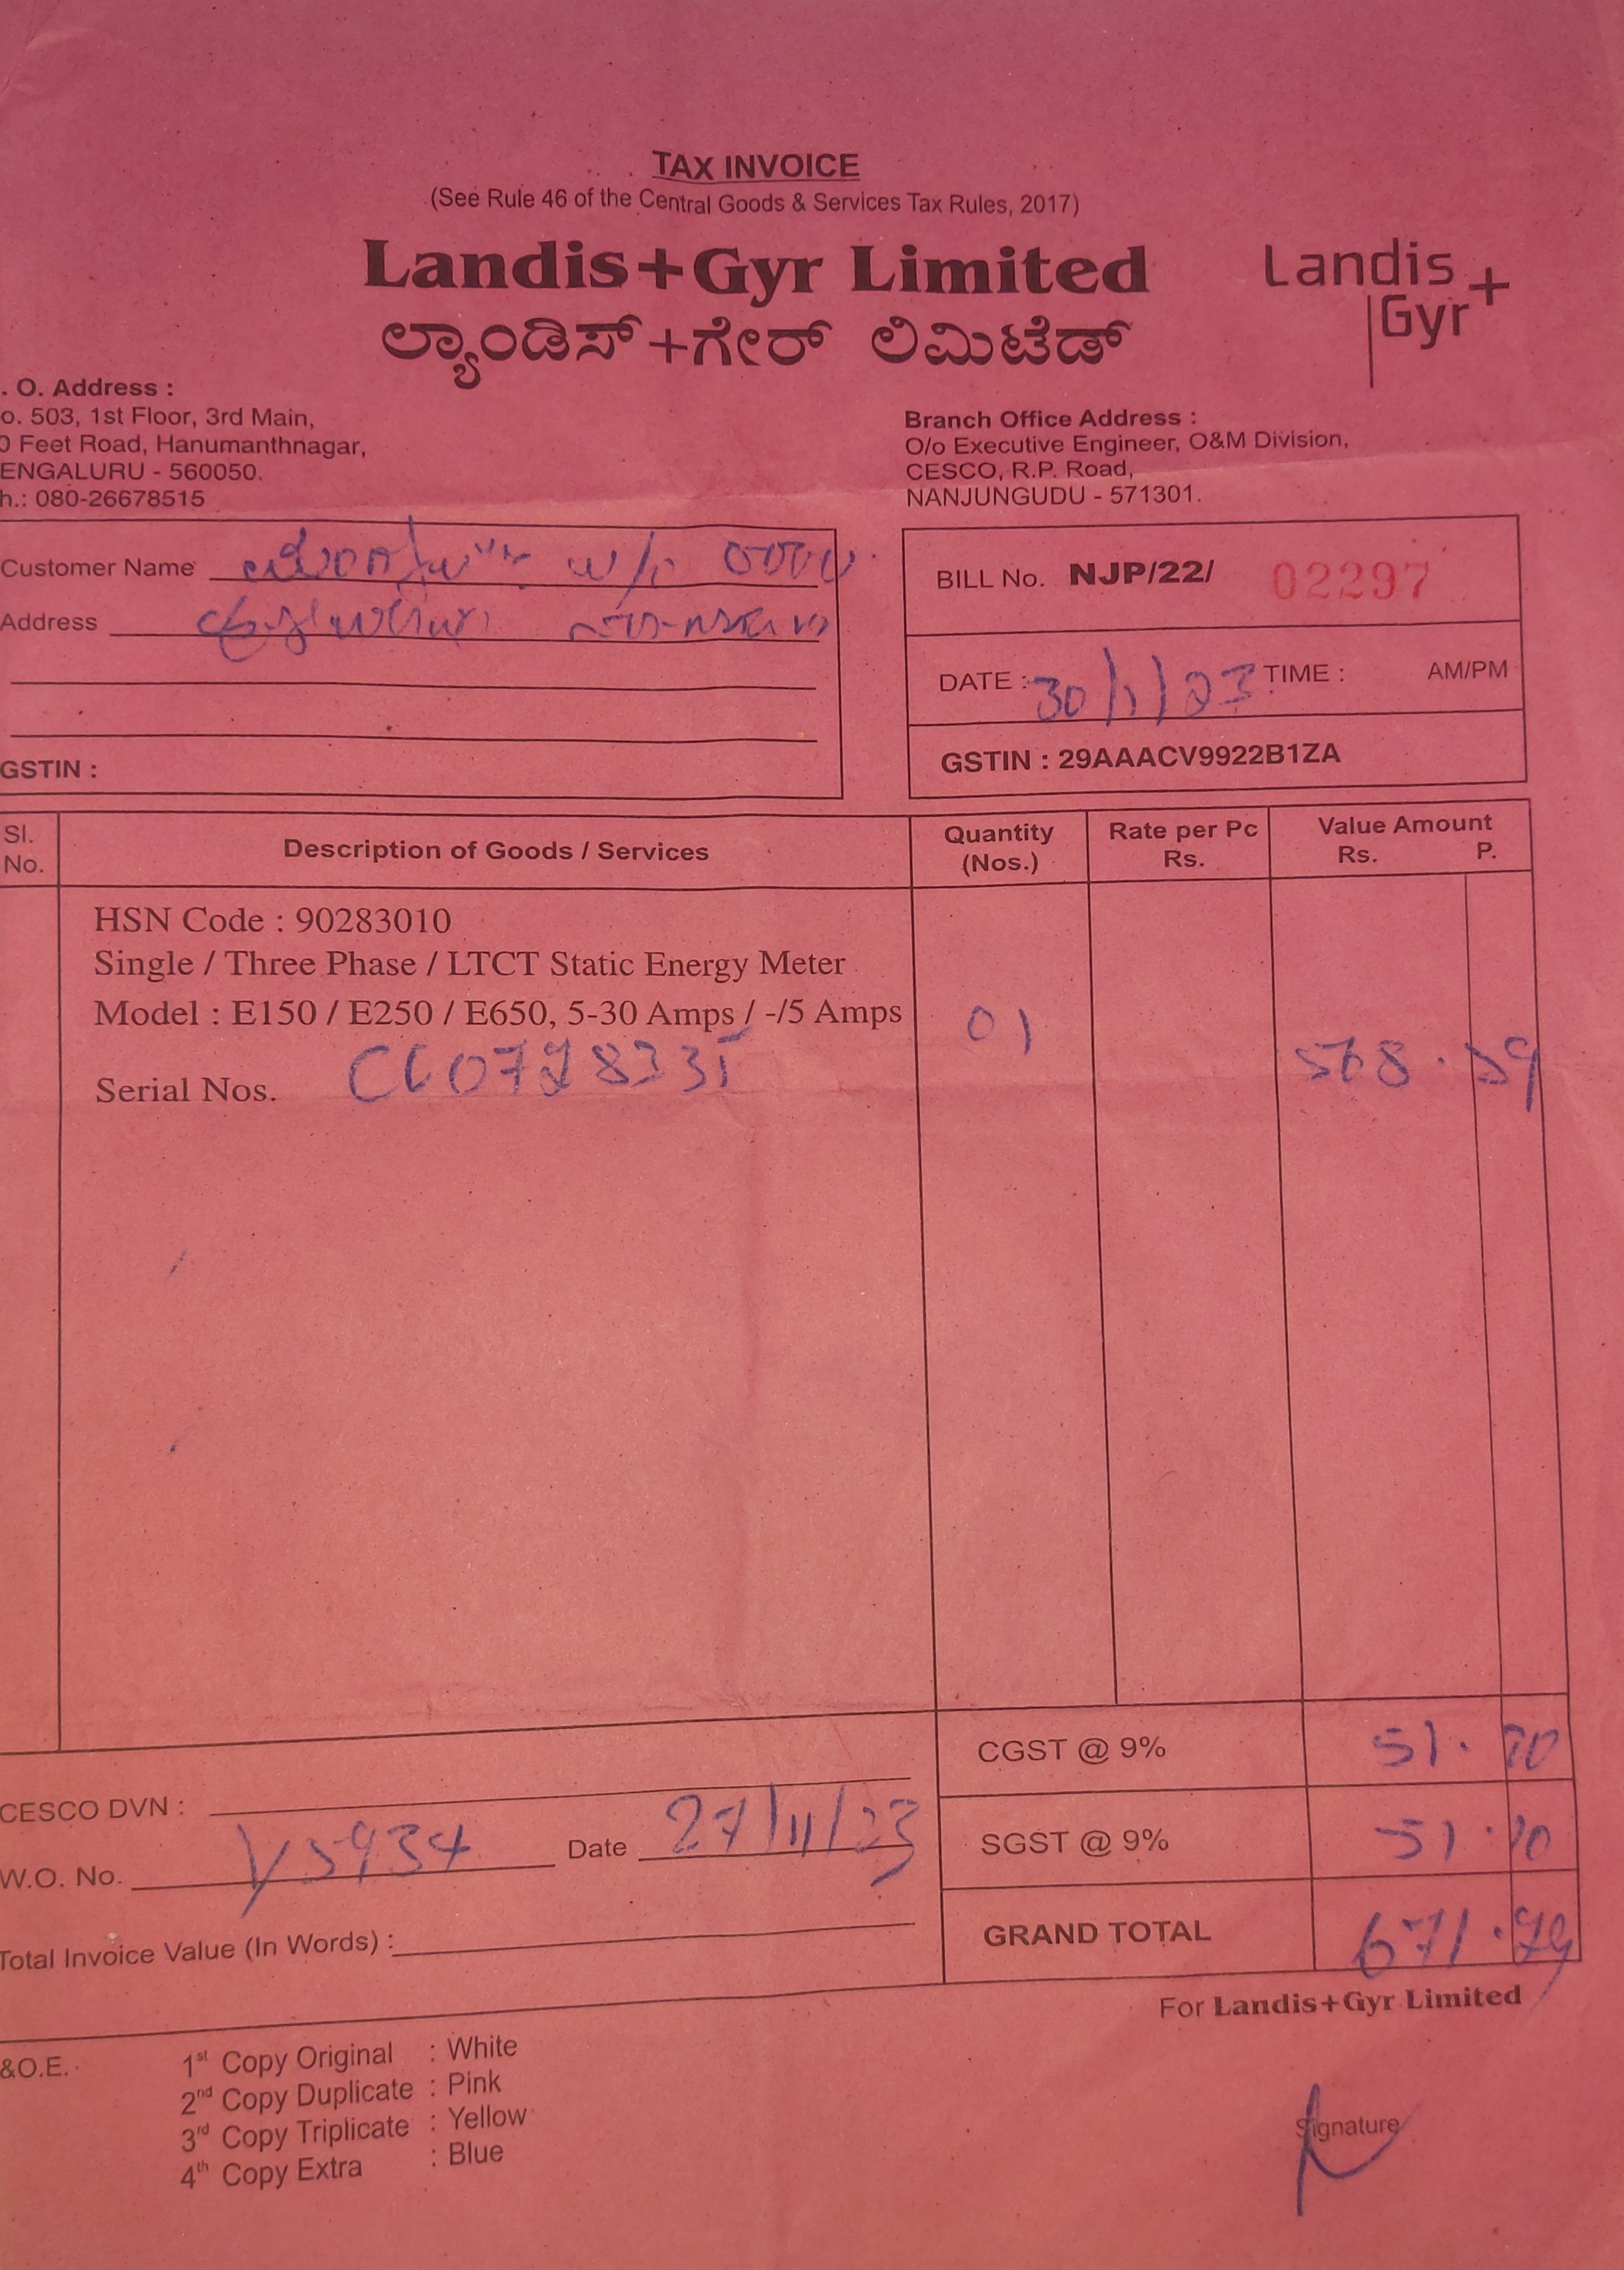 TAX INVOICE
(See Rule 46 of the Central Goods & Services Tax Rules, 2017)
Landis+Gyr Limited
Landis+
Gyr
ಲ್ಯಾಂಡಿಸ್+ಗೇರ್ ಲಿಮಿಟೆಡ್
. O. Address :
o. 503, 1st Floor, 3rd Main,
0 Feet Road, Hanumanthnagar,
ENGALURU - 560050.
h.: 080-26678515
Branch Office Address :
O/o Executive Engineer, O&M Division,
CESCO, R.P. Road,
NANJUNGUDU - 571301.
Customer Name w/o
Address
GSTIN :
BILL No. NJP/22/ 02297
DATE : 30/1/23 TIME : AM/PM
GSTIN : 29AAACV9922B1ZA
Sl. No. Description of Goods / Services Quantity (Nos.) Rate per Pc Rs. Value Amount Rs. P.
HSN Code : 90283010
Single / Three Phase / LTCT Static Energy Meter
Model : E150 / E250 / E650, 5-30 Amps / -/5 Amps 01
Serial Nos. 568.59
CGST @ 9% 51.
CESCO DVN :
SGST @ 9% 51.
W.O. No. Date 27/11/23
GRAND TOTAL 671.
Total Invoice Value (In Words) :
For Landis+Gyr Limited
&O.E.
1st Copy Original : White
2nd Copy Duplicate : Pink
3rd Copy Triplicate : Yellow
4th Copy Extra : Blue
Signature